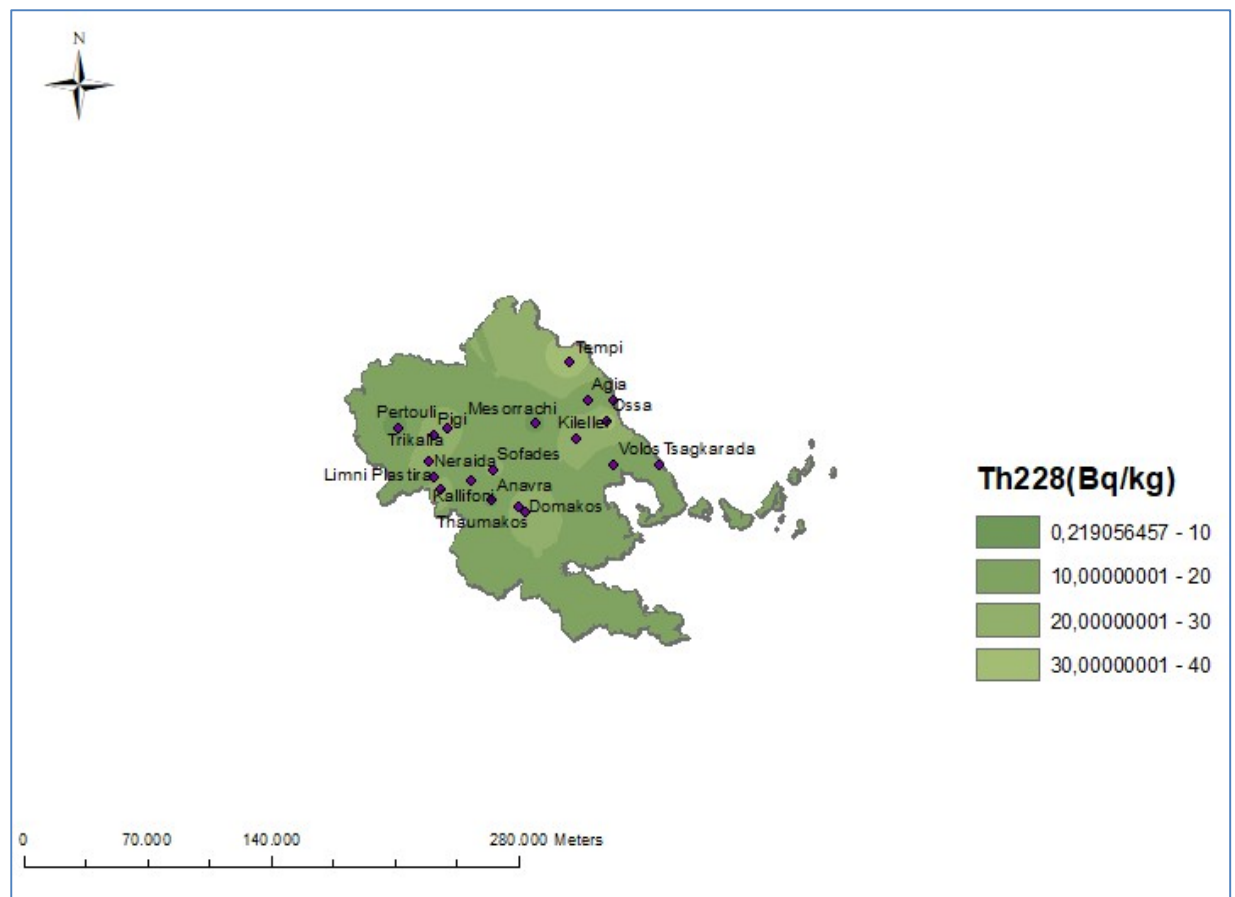 N
Tempi
Agia
Ossa
Pertouli
Pigi
Mesorrachi
Kileller
Trikalla
Volos
Tsagkarada
Sofades
Neraida
Limni Plastira
Anavra
Kallifoni
Domakos
Thaumakos
Th228(Bq/kg)
0,219056457 - 10
10,00000001 - 20
20,00000001 - 30
30,00000001 - 40
0 70.000 140.000 280.000 Meters